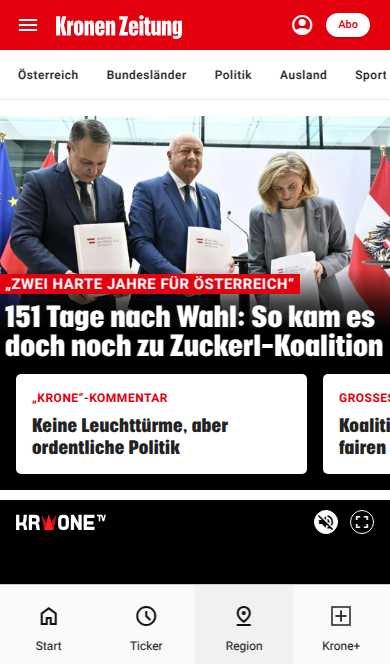 Kronen Zeitung
Abo
Österreich Bundesländer Politik Ausland Sport
„ZWEI HARTE JAHRE FÜR ÖSTERREICH“
151 Tage nach Wahl: So kam es
doch noch zu Zuckerl-Koalition
„KRONE“-KOMMENTAR
Keine Leuchttürme, aber
ordentliche Politik
GROSSES
Koaliti
fairen
KRONE TV
Start Ticker Region Krone+